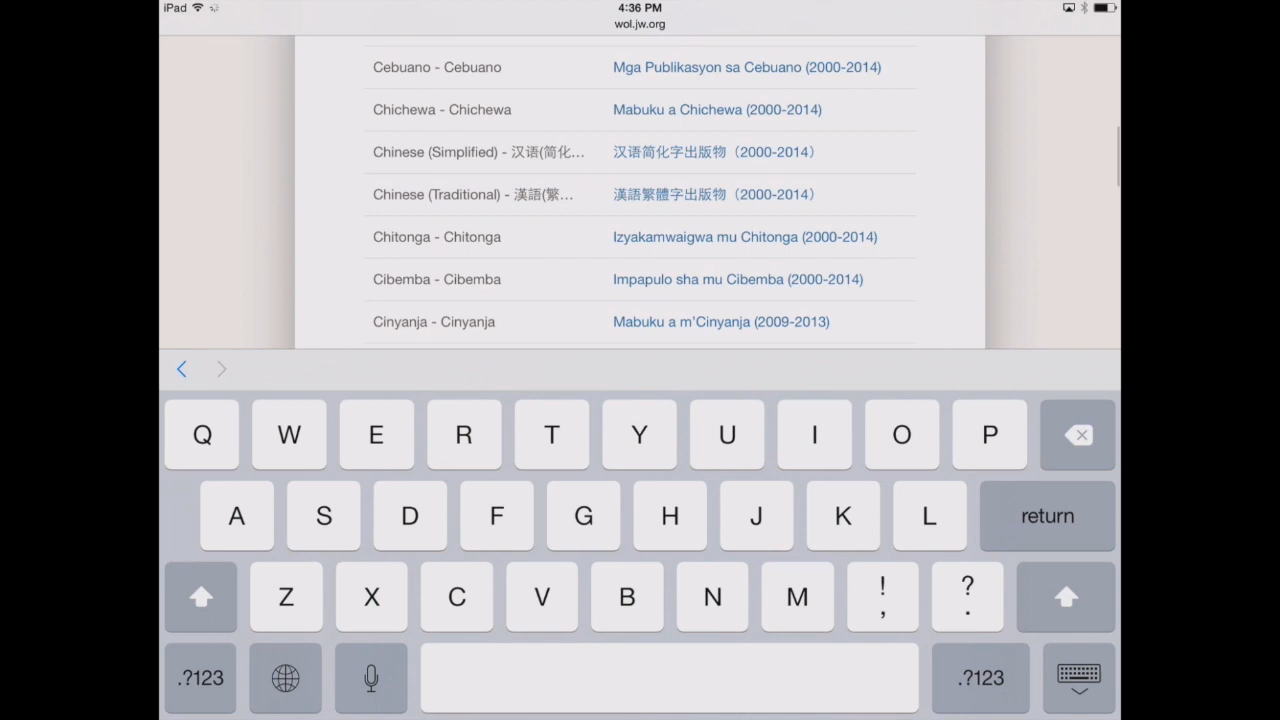 iPad 4:36 PM
wol.jw.org
Cebuano - Cebuano Mga Publikasyon sa Cebuano (2000-2014)
Chichewa - Chichewa Mabuku a Chichewa (2000-2014)
Chinese (Simplified) - 汉语(简化... 汉语简化字出版物（2000-2014）
Chinese (Traditional) - 漢語(繁... 漢語繁體字出版物（2000-2014）
Chitonga - Chitonga Izyakamwaigwa mu Chitonga (2000-2014)
Cibemba - Cibemba Impapulo sha mu Cibemba (2000-2014)
Cinyanja - Cinyanja Mabuku a m'Cinyanja (2009-2013)
Q W E R T Y U I O P
A S D F G H J K L return
Z X C V B N M ! , ? .
.?123 .?123